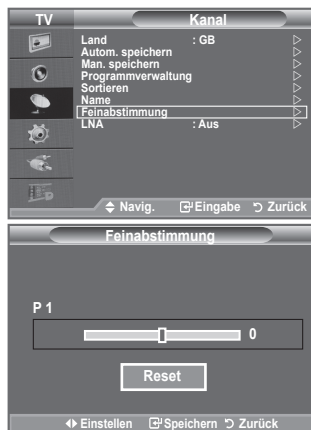 TV Kanal
Land : GB
Autom. speichern
Man. speichern
Programmverwaltung
Sortieren
Name
Feinabstimmung
LNA : Aus
Navig. Eingabe Zurück
Feinabstimmung
P 1
0
Reset
Einstellen Speichern Zurück